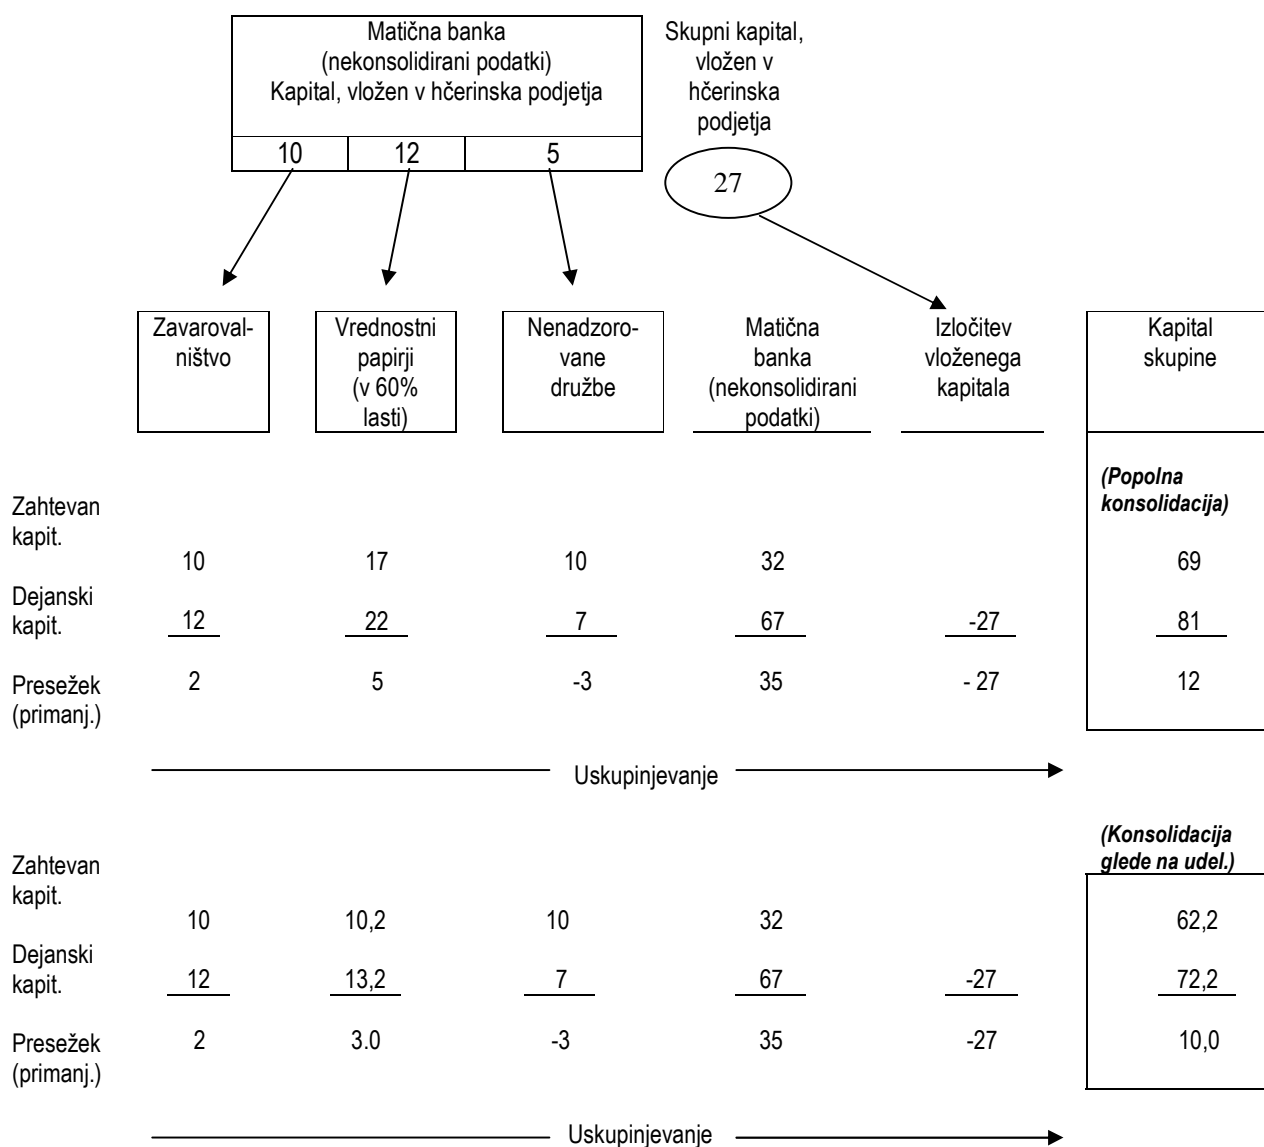 Matična banka
(nekonsolidirani podatki)
Kapital, vložen v hčerinska podjetja
10 12 5
Skupni kapital,
vložen v
hčerinska
podjetja
27
Zavaroval-
ništvo
Vrednostni
papirji
(v 60%
lasti)
Nenadzoro-
vane
družbe
Matična
banka
(nekonsolidirani
podatki)
Izločitev
vloženega
kapitala
Kapital
skupine
(Popolna
konsolidacija)
Zahtevan
kapit.
10 17 10 32 69
Dejanski
kapit.
12 22 7 67 -27 81
Presežek
(primanj.)
2 5 -3 35 - 27 12
Uskupinjevanje
(Konsolidacija
glede na udel.)
Zahtevan
kapit.
10 10,2 10 32 62,2
Dejanski
kapit.
12 13,2 7 67 -27 72,2
Presežek
(primanj.)
2 3.0 -3 35 -27 10,0
Uskupinjevanje